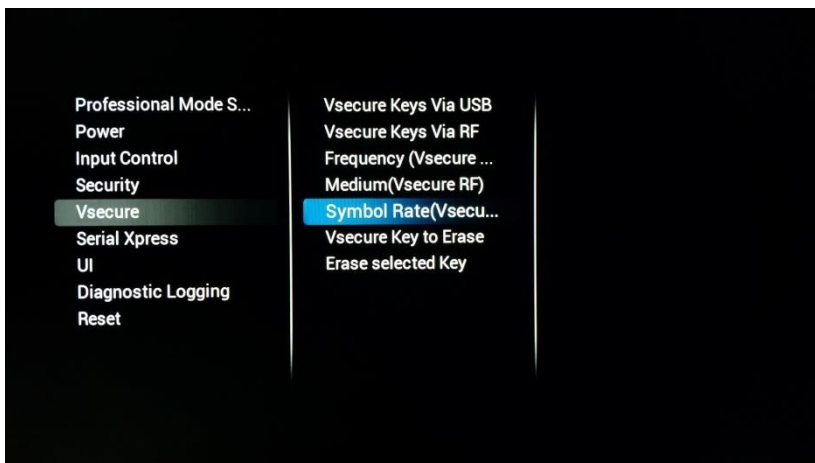 Professional Mode S...
Power
Input Control
Security
Vsecure
Serial Xpress
UI
Diagnostic Logging
Reset
Vsecure Keys Via USB
Vsecure Keys Via RF
Frequency (Vsecure ...
Medium(Vsecure RF)
Symbol Rate(Vsecu...
Vsecure Key to Erase
Erase selected Key